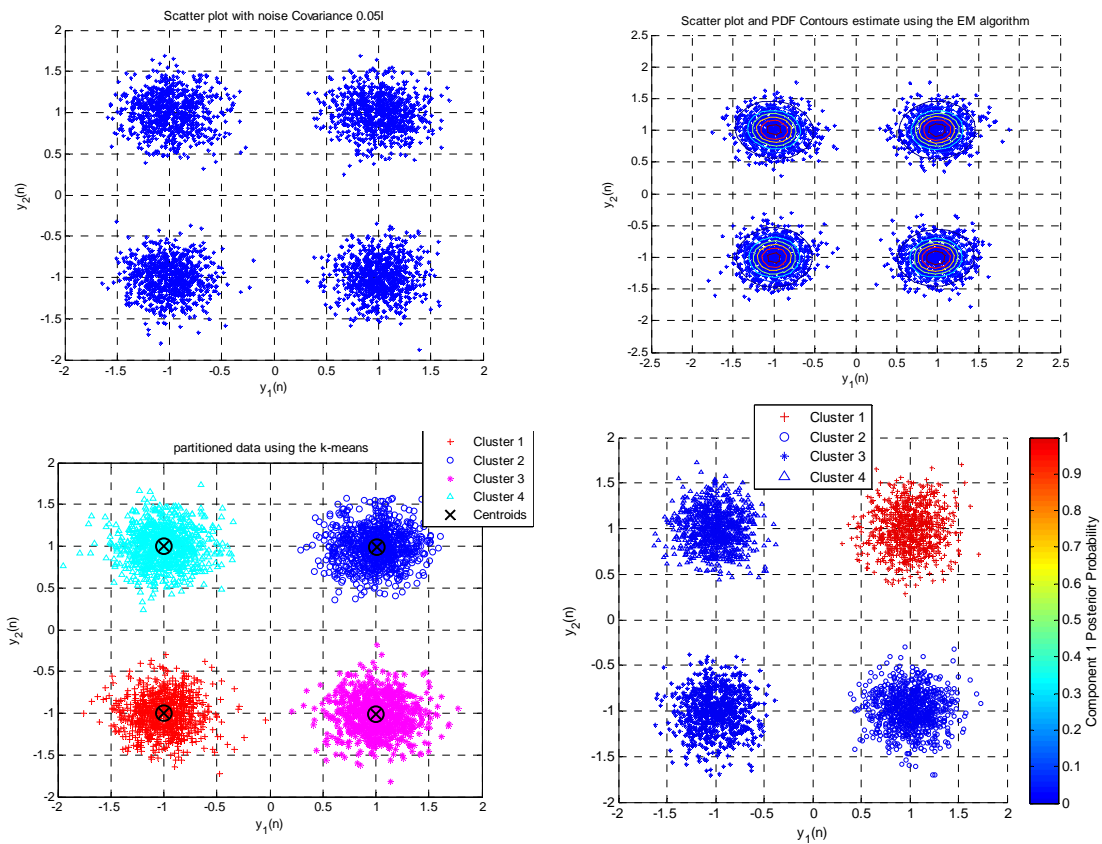 Scatter plot with noise Covariance 0.05I
2
1.5
1
0.5
0
-0.5
-1
-1.5
-2
y2(n)
-2 -1.5 -1 -0.5 0 0.5 1 1.5 2
y1(n)
Scatter plot and PDF Contours estimate using the EM algorithm
2.5
2
1.5
1
0.5
0
-0.5
-1
-1.5
-2
-2.5
y2(n)
-2.5 -2 -1.5 -1 -0.5 0 0.5 1 1.5 2 2.5
y1(n)
partitioned data using the k-means
Cluster 1
Cluster 2
Cluster 3
Cluster 4
Centroids
2
1.5
1
0.5
0
-0.5
-1
-1.5
-2
y2(n)
-2 -1.5 -1 -0.5 0 0.5 1 1.5 2
y1(n)
Cluster 1
Cluster 2
Cluster 3
Cluster 4
2
1.5
1
0.5
0
-0.5
-1
-1.5
-2
y2(n)
-2 -1.5 -1 -0.5 0 0.5 1 1.5 2
y1(n)
1
0.9
0.8
0.7
0.6
0.5
0.4
0.3
0.2
0.1
0
Component 1 Posterior Probability